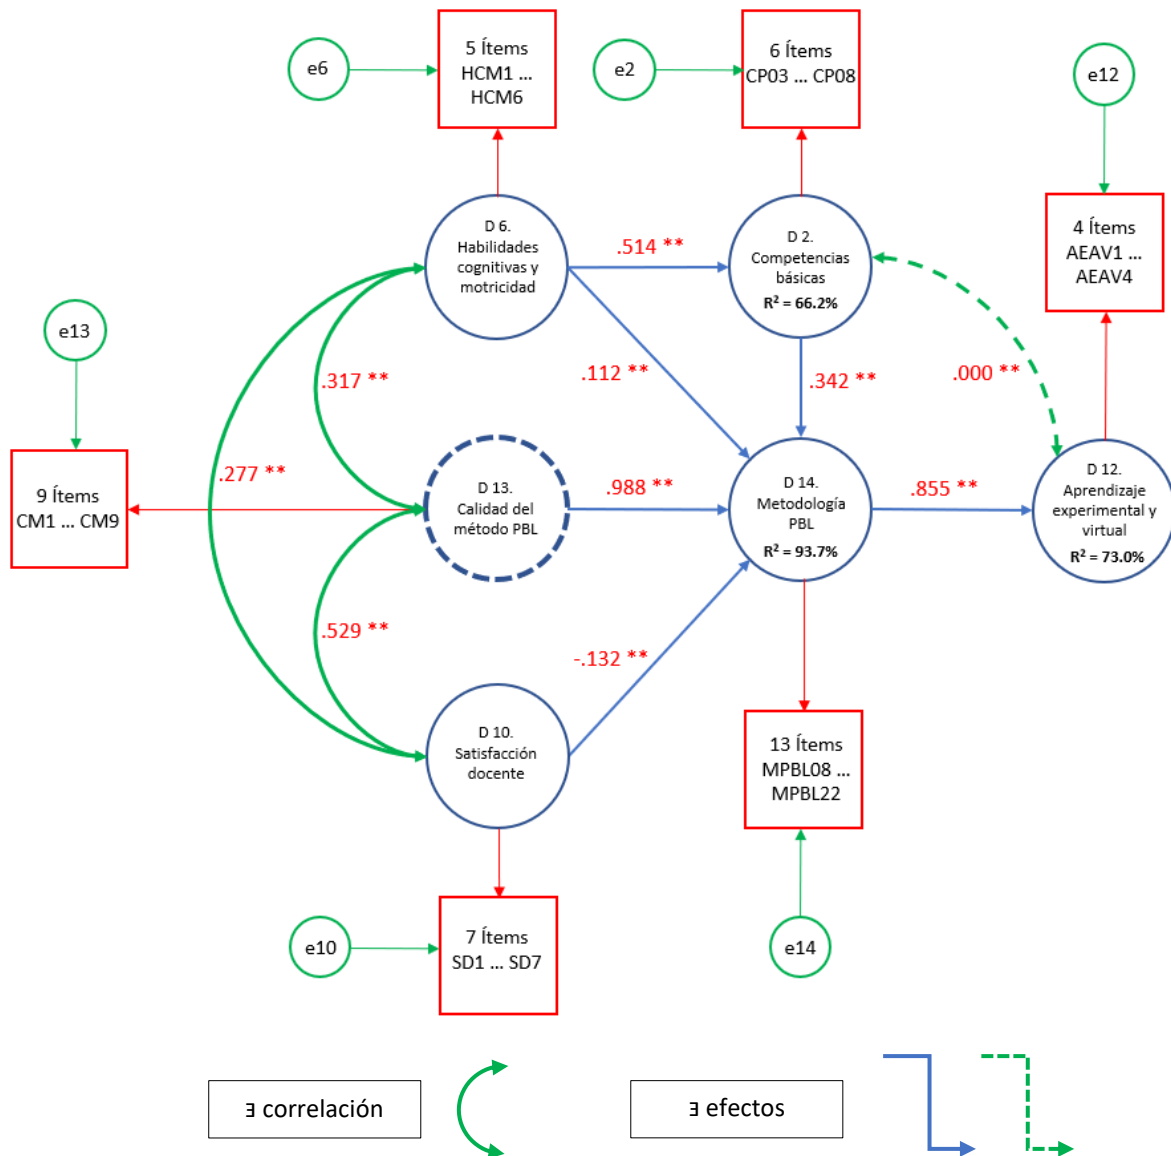 5 Ítems
HCM1 ...
HCM6
e6
6 Ítems
CP03 ... CP08
e2
e12
4 Ítems
AEAV1 ...
AEAV4
D 6.
Habilidades
cognitivas y
motricidad
.514 **
D 2.
Competencias
básicas
R² = 66.2%
e13
.317 **
.112 **
.342 **
.000 **
9 Ítems
CM1 ... CM9
.277 **
D 13.
Calidad del
método PBL
.988 **
D 14.
Metodología
PBL
R² = 93.7%
.855 **
D 12.
Aprendizaje
experimental y
virtual
R² = 73.0%
.529 **
-.132 **
D 10.
Satisfacción
docente
13 Ítems
MPBL08 ...
MPBL22
e10
7 Ítems
SD1 ... SD7
e14
ⱻ correlación
ⱻ efectos